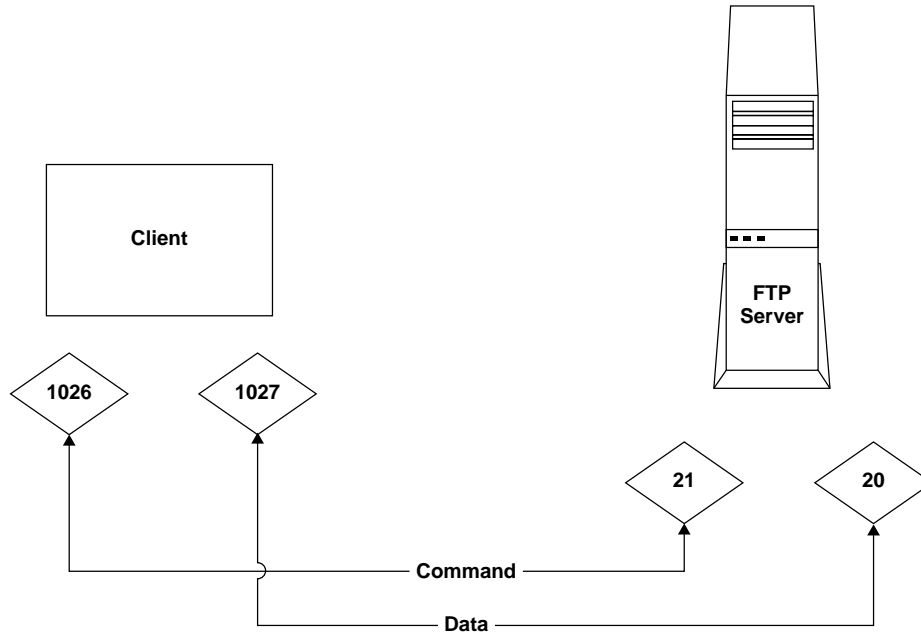 Client
FTP
Server
1026
1027
21
20
Command
Data